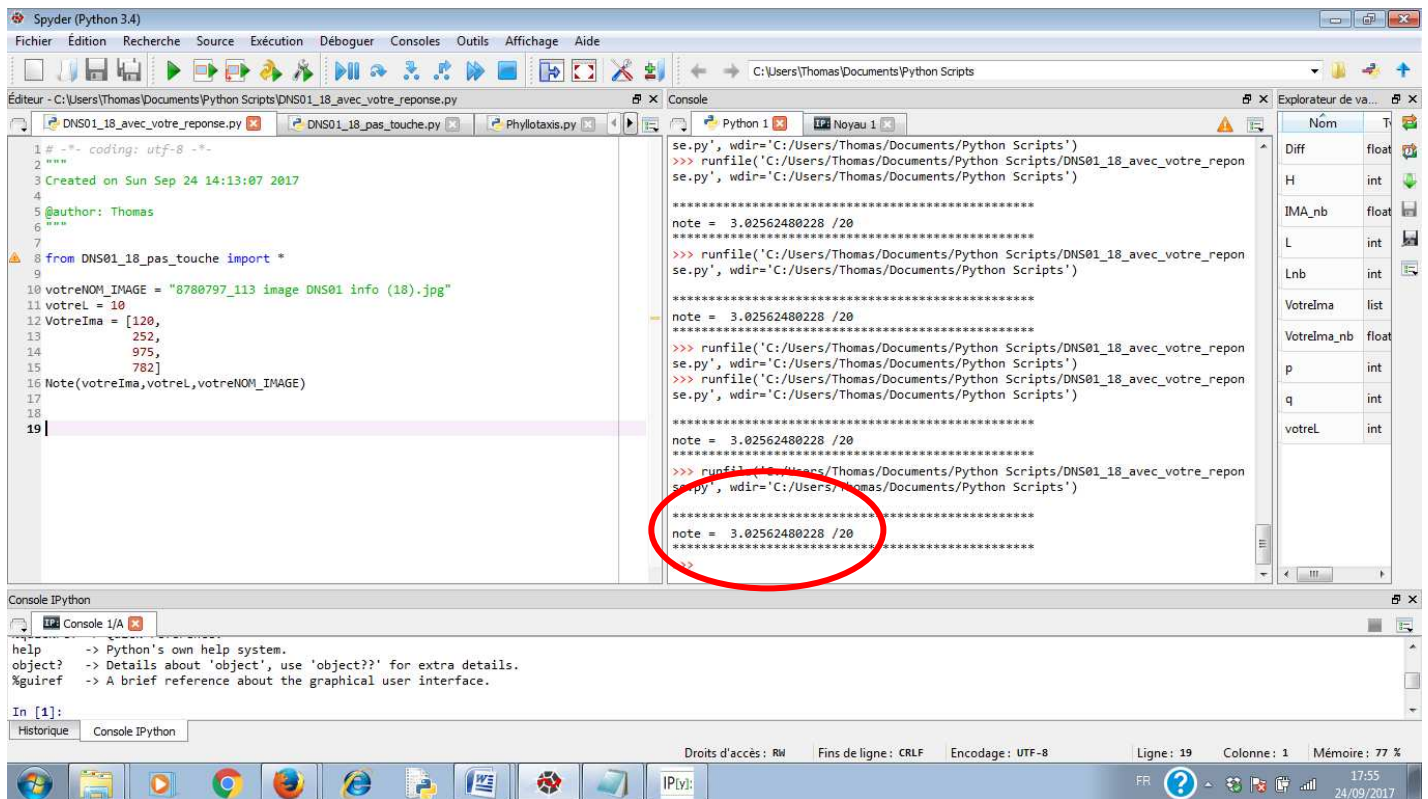 Spyder (Python 3.4)
Fichier Édition Recherche Source Exécution Déboguer Consoles Outils Affichage Aide
C:\Users\Thomas\Documents\Python Scripts
Éditeur - C:\Users\Thomas\Documents\Python Scripts\DNS01_18_avec_votre_reponse.py
DNS01_18_avec_votre_reponse.py DNS01_18_pas_touche.py Phyllotaxis.py
1 # -*- coding: utf-8 -*-
2 """
3 Created on Sun Sep 24 14:13:07 2017
4
5 @author: Thomas
6 """
7
8 from DNS01_18_pas_touche import *
9
10 votreNOM_IMAGE = "8780797_113 image DNS01 info (18).jpg"
11 votreL = 10
12 VotreIma = [120,
13 252,
14 975,
15 782]
16 Note(votreIma,votreL,votreNOM_IMAGE)
17
18
19
Console
Python 1 Noyau 1
se.py', wdir='C:/Users/Thomas/Documents/Python Scripts')
>>> runfile('C:/Users/Thomas/Documents/Python Scripts/DNS01_18_avec_votre_repon
se.py', wdir='C:/Users/Thomas/Documents/Python Scripts')
**************************************************
note = 3.02562480228 /20
**************************************************
>>> runfile('C:/Users/Thomas/Documents/Python Scripts/DNS01_18_avec_votre_repon
se.py', wdir='C:/Users/Thomas/Documents/Python Scripts')
**************************************************
note = 3.02562480228 /20
**************************************************
>>> runfile('C:/Users/Thomas/Documents/Python Scripts/DNS01_18_avec_votre_repon
se.py', wdir='C:/Users/Thomas/Documents/Python Scripts')
>>> runfile('C:/Users/Thomas/Documents/Python Scripts/DNS01_18_avec_votre_repon
se.py', wdir='C:/Users/Thomas/Documents/Python Scripts')
**************************************************
note = 3.02562480228 /20
**************************************************
>>> runfile('C:/Users/Thomas/Documents/Python Scripts/DNS01_18_avec_votre_repon
se.py', wdir='C:/Users/Thomas/Documents/Python Scripts')
**************************************************
note = 3.02562480228 /20
**************************************************
>>
Explorateur de va...
Nom T
Diff float
H int
IMA_nb float
L int
Lnb int
VotreIma list
VotreIma_nb float
p int
q int
votreL int
Console IPython
Console 1/A
help -> Python's own help system.
object? -> Details about 'object', use 'object??' for extra details.
%guiref -> A brief reference about the graphical user interface.
In [1]:
Historique Console IPython
Droits d'accès : RW Fins de ligne : CRLF Encodage : UTF-8 Ligne : 19 Colonne : 1 Mémoire : 77 %
IP[y]:
FR
17:55
24/09/2017